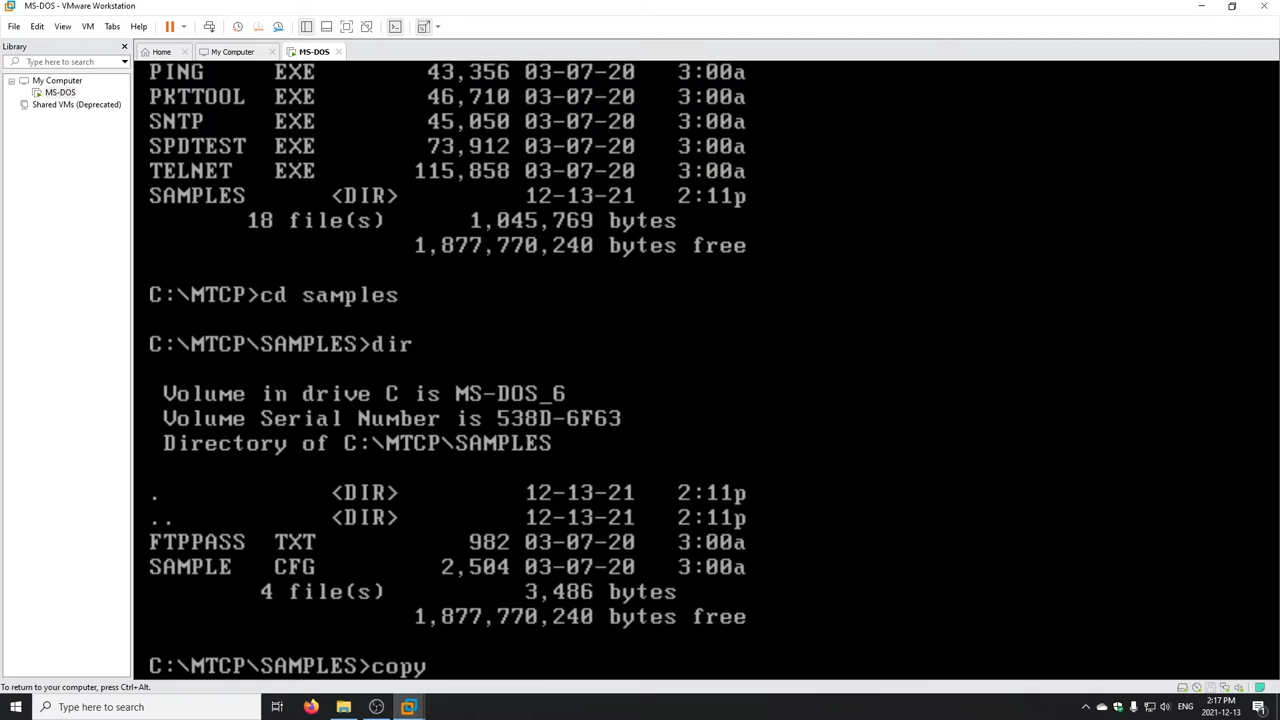 MS-DOS - VMware Workstation
File Edit View VM Tabs Help
Library
Type here to search
My Computer
MS-DOS
Shared VMs (Deprecated)
Home My Computer MS-DOS
PING EXE 43,356 03-07-20 3:00a
PKTTOOL EXE 46,710 03-07-20 3:00a
SNTP EXE 45,050 03-07-20 3:00a
SPDTEST EXE 73,912 03-07-20 3:00a
TELNET EXE 115,858 03-07-20 3:00a
SAMPLES <DIR> 12-13-21 2:11p
18 file(s) 1,045,769 bytes
1,877,770,240 bytes free
C:\MTCP>cd samples
C:\MTCP\SAMPLES>dir
Volume in drive C is MS-DOS_6
Volume Serial Number is 538D-6F63
Directory of C:\MTCP\SAMPLES
. <DIR> 12-13-21 2:11p
.. <DIR> 12-13-21 2:11p
FTPPASS TXT 982 03-07-20 3:00a
SAMPLE CFG 2,504 03-07-20 3:00a
4 file(s) 3,486 bytes
1,877,770,240 bytes free
C:\MTCP\SAMPLES>copy
To return to your computer, press Ctrl+Alt.
Type here to search
ENG
2:17 PM
2021-12-13
1